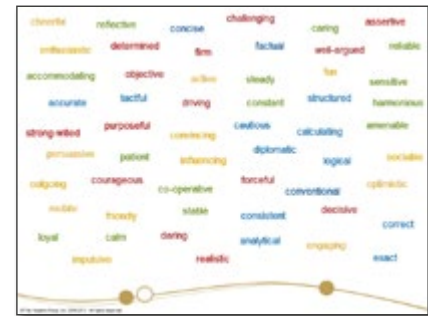 cheerful reflective concise challenging caring assertive
enthusiastic determined firm factual well-argued reliable
accommodating objective active steady fun sensitive
accurate tactful driving constant structured harmonious
strong-willed purposeful convincing cautious calculating amenable
persuasive patient influencing diplomatic logical sociable
outgoing courageous co-operative forceful conventional optimistic
friendly stable consistent decisive correct
loyal calm daring analytical engaging
impulsive realistic exact